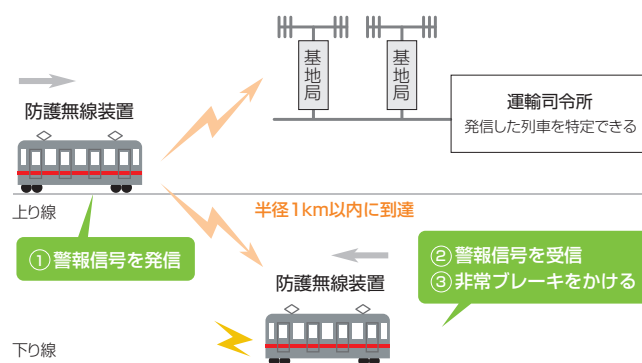 基地局
基地局
防護無線装置
運輸司令所
発信した列車を特定できる
上り線
半径1km以内に到達
①警報信号を発信
②警報信号を受信
③非常ブレーキをかける
防護無線装置
下り線